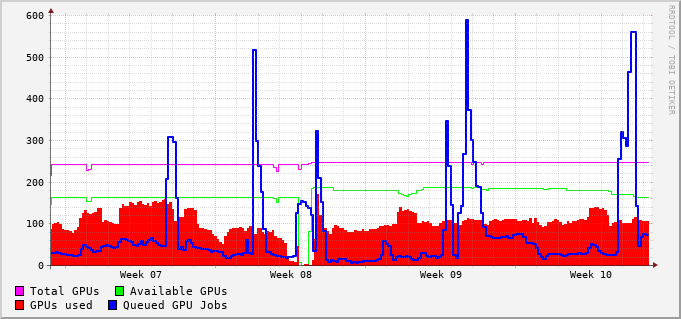 600
500
400
300
200
100
0
Week 07 Week 08 Week 09 Week 10
Total GPUs Available GPUs
GPUs used Queued GPU Jobs
RRDTOOL / TOBI OETIKER